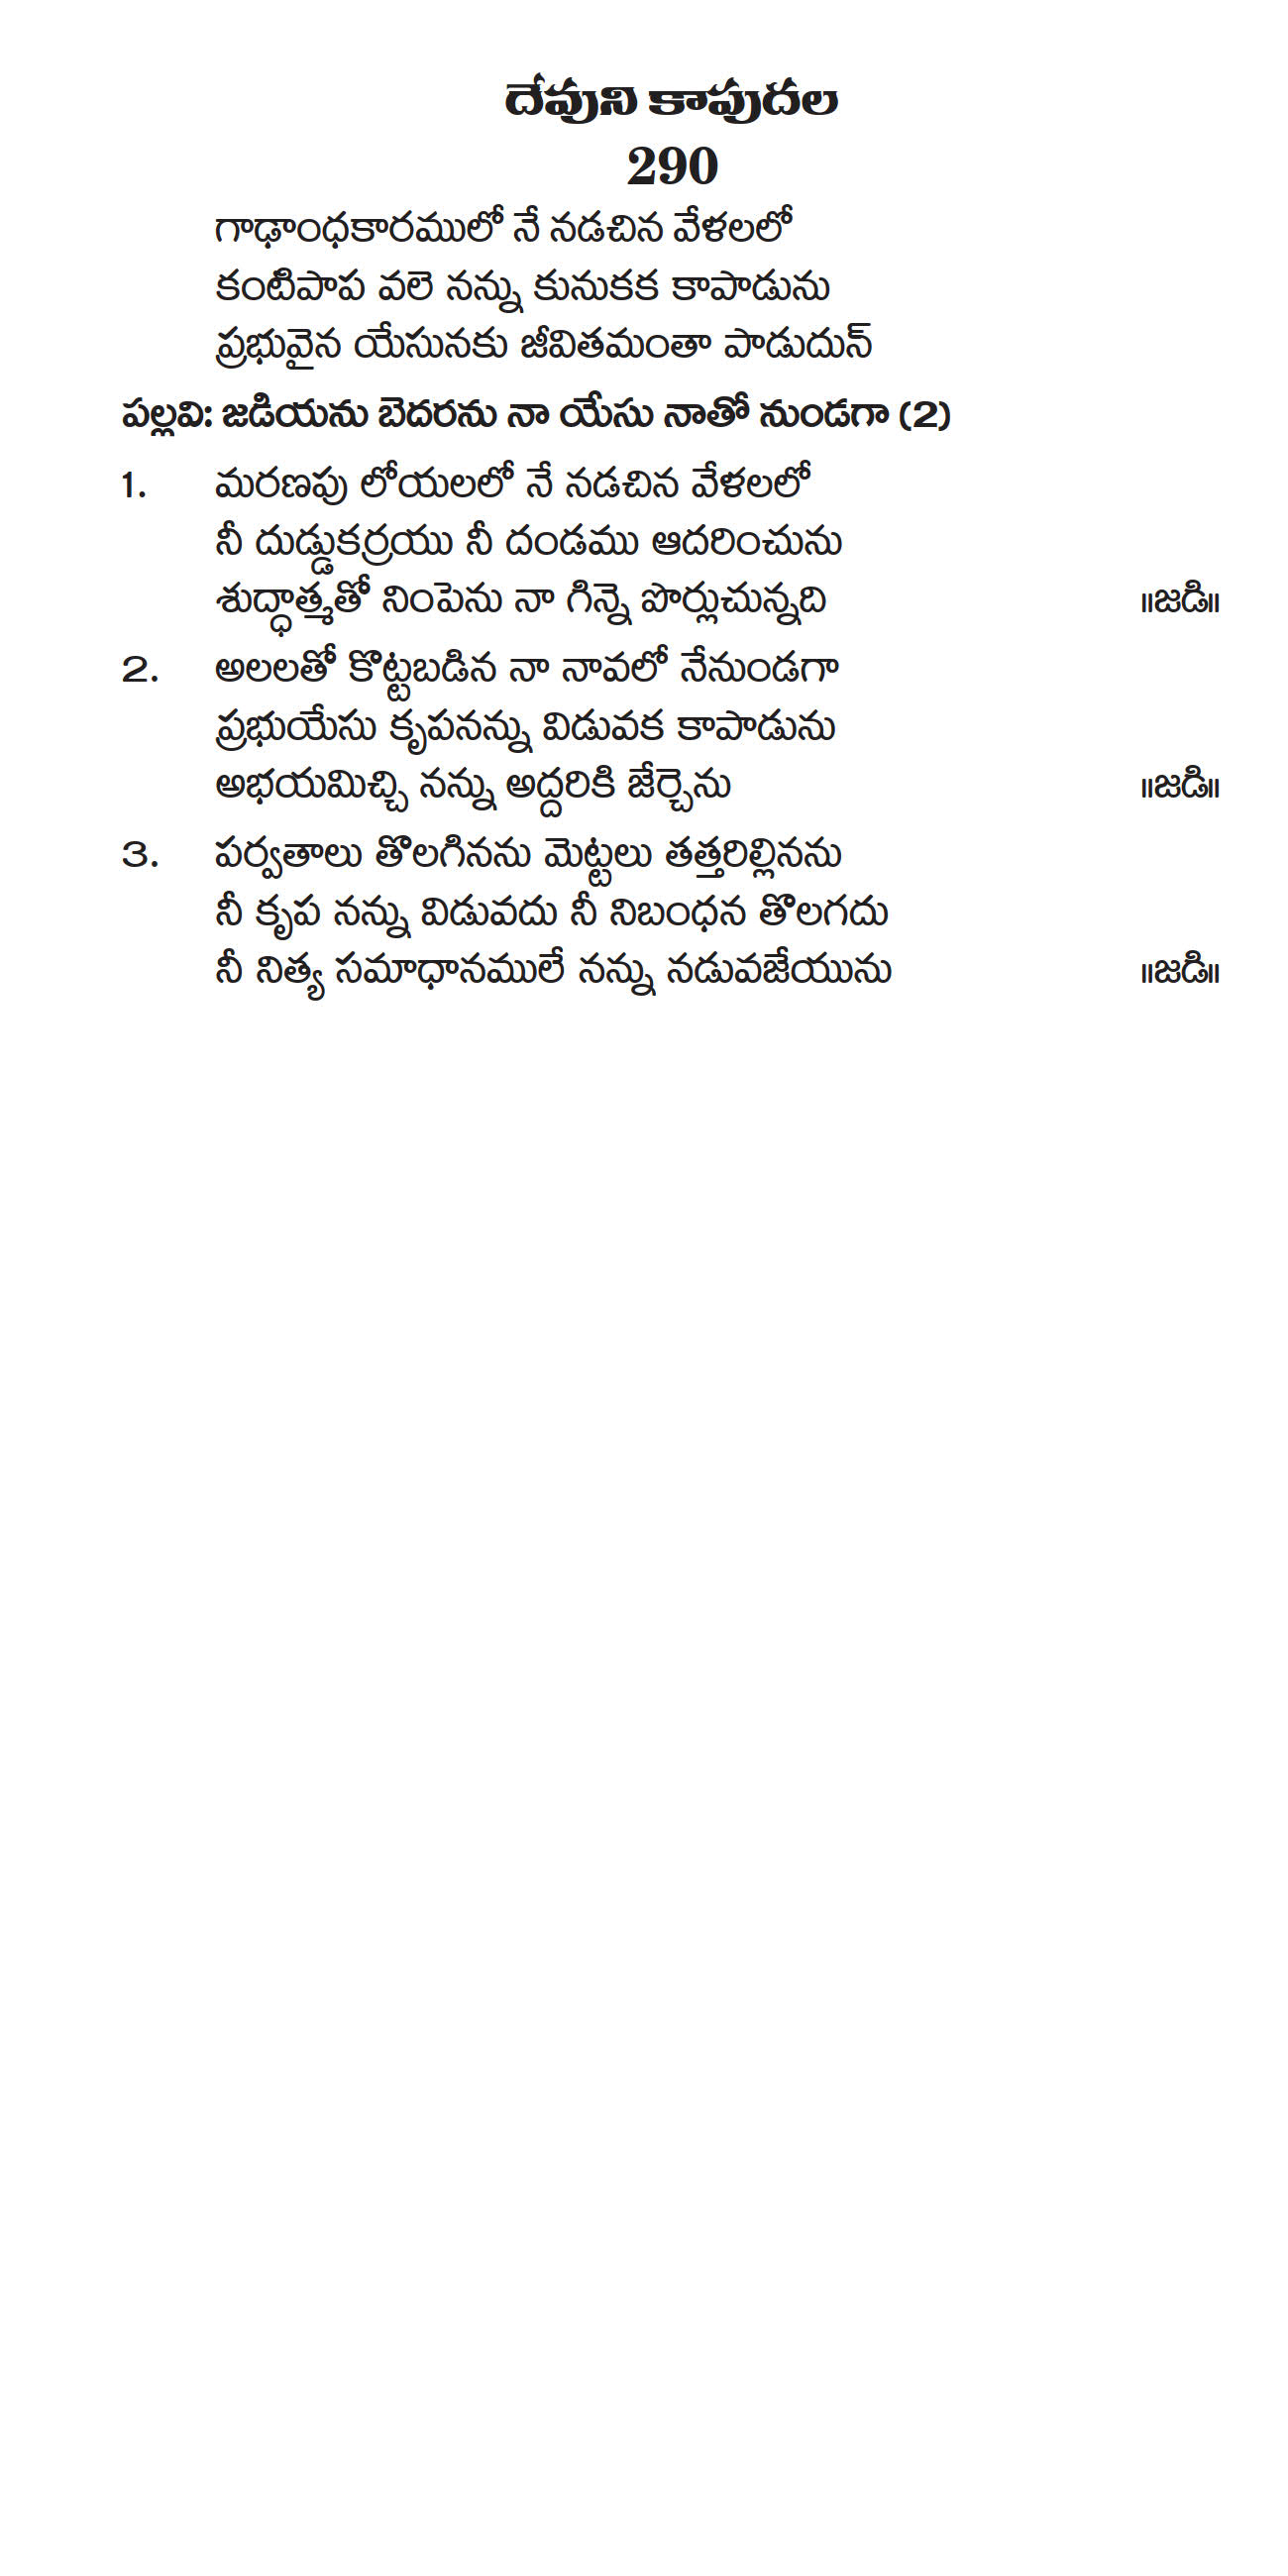 దేవుని కాపుదల
290
గాఢాంధకారములో నే నడచిన వేళలలో
కంటిపాప వలె నన్ను కునుకక కాపాడును
ప్రభువైన యేసునకు జీవితమంతా పాడుదున్
పల్లవి: జడియను బెదరను నా యేసు నాతో నుండగా (2)
1. మరణపు లోయలలో నే నడచిన వేళలలో
నీ దుడ్డుకర్రయు నీ దండము ఆదరించును
శుద్ధాత్మతో నింపెను నా గిన్నె పొర్లుచున్నది ॥జడి॥
2. అలలతో కొట్టబడిన నా నావలో నేనుండగా
ప్రభుయేసు కృపనన్ను విడువక కాపాడును
అభయమిచ్చి నన్ను అద్దరికి జేర్చెను ॥జడి॥
3. పర్వతాలు తొలగినను మెట్టలు తత్తరిల్లినను
నీ కృప నన్ను విడువదు నీ నిబంధన తొలగదు
నీ నిత్య సమాధానములే నన్ను నడువజేయును ॥జడి॥